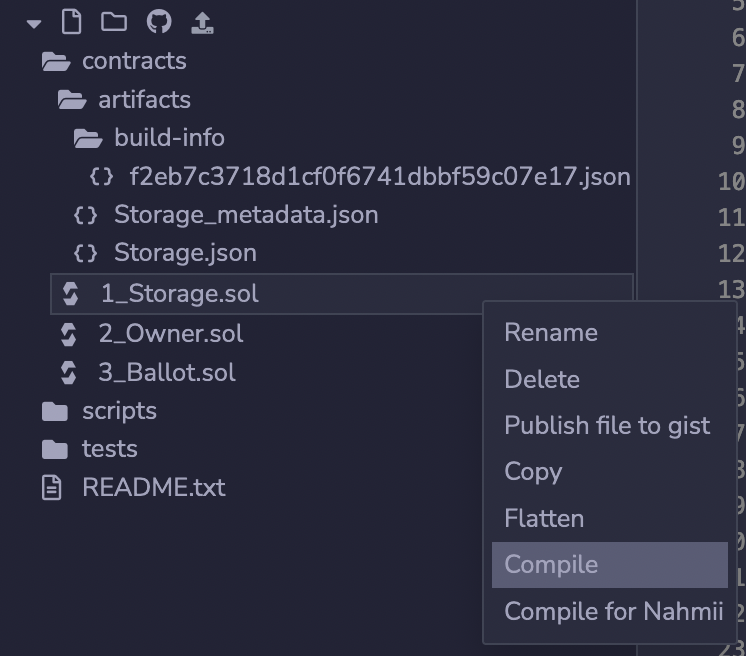 5
6
7
8
9
10
contracts
artifacts
build-info
{} f2eb7c3718d1cf0f6741dbbf59c07e17.json
11
{} Storage_metadata.json
12
{} Storage.json
13
1_Storage.sol
2_Owner.sol
3_Ballot.sol
scripts
tests
README.txt
Rename
Delete
Publish file to gist
Copy
Flatten
Compile
Compile for Nahmii
23